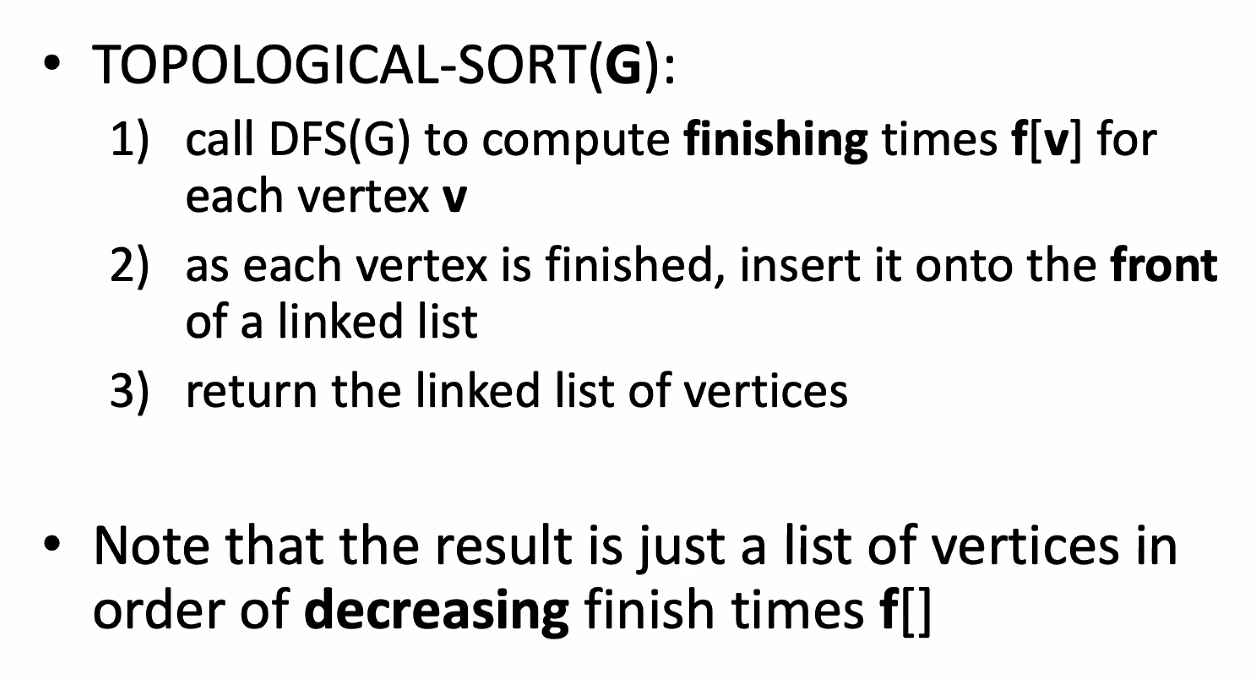 • TOPOLOGICAL-SORT(G):
1) call DFS(G) to compute finishing times f[v] for
each vertex v
2) as each vertex is finished, insert it onto the front
of a linked list
3) return the linked list of vertices
• Note that the result is just a list of vertices in
order of decreasing finish times f[]